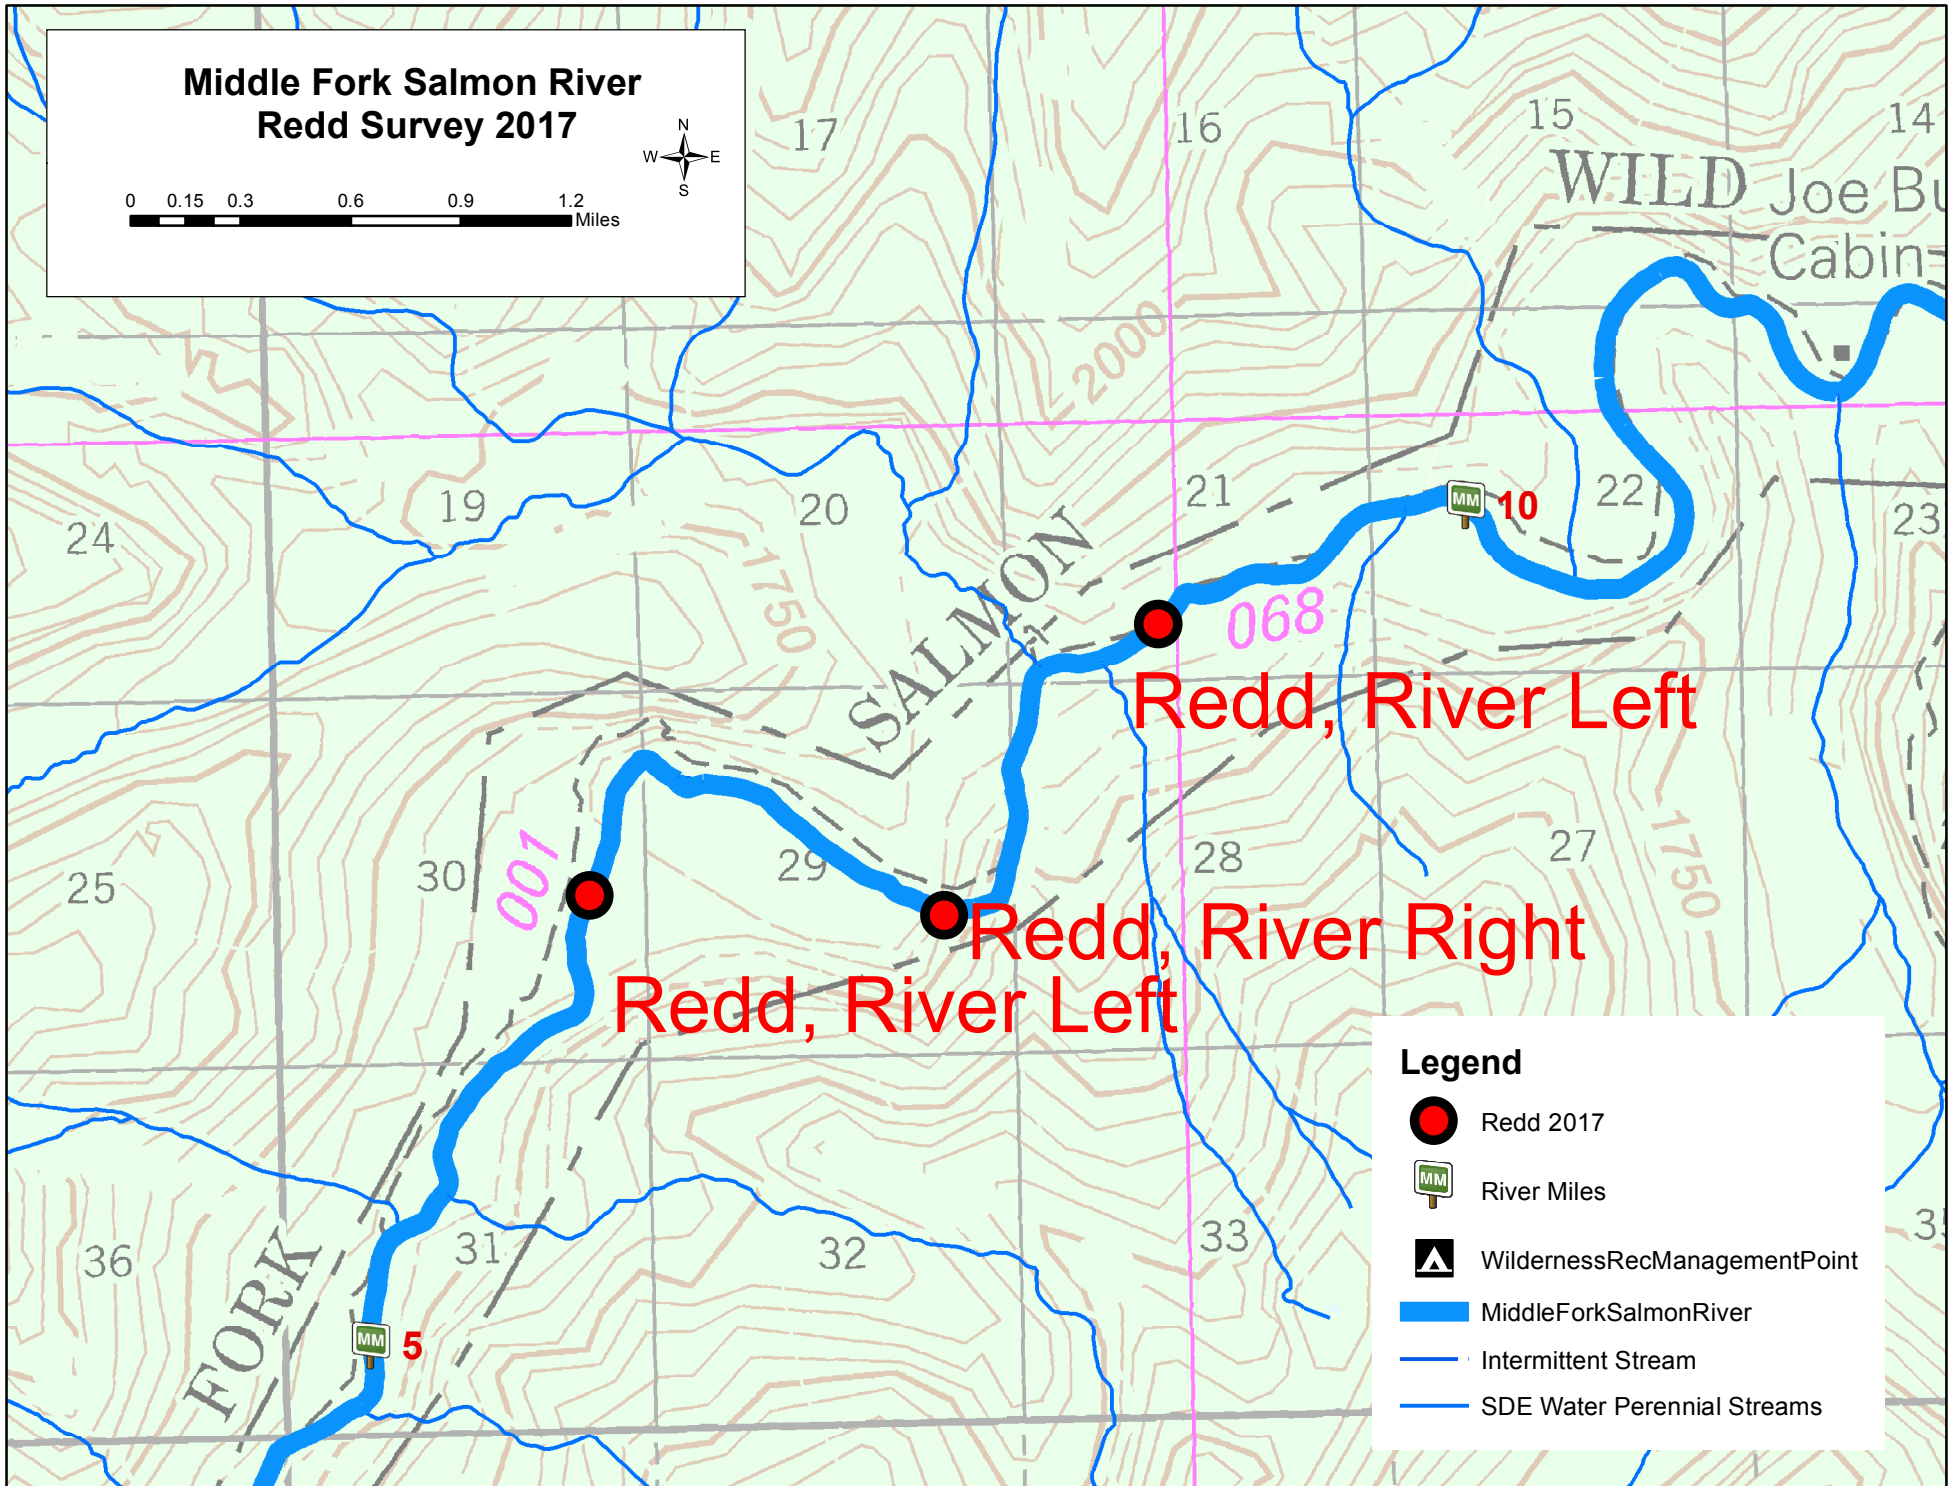 Middle Fork Salmon River
Redd Survey 2017
N
W E
S
0 0.15 0.3 0.6 0.9 1.2
Miles
17
16
15
14
WILD
Joe Bu
Cabin
2000
19
20
21
22
23
24
MM 10
1750
SALMON
068
Redd, River Left
25
30
001
29
28
27
1750
Redd, River Right
Redd, River Left
36
31
32
33
FORK
MM 5
Legend
Redd 2017
MM River Miles
WildernessRecManagementPoint
MiddleForkSalmonRiver
Intermittent Stream
SDE Water Perennial Streams